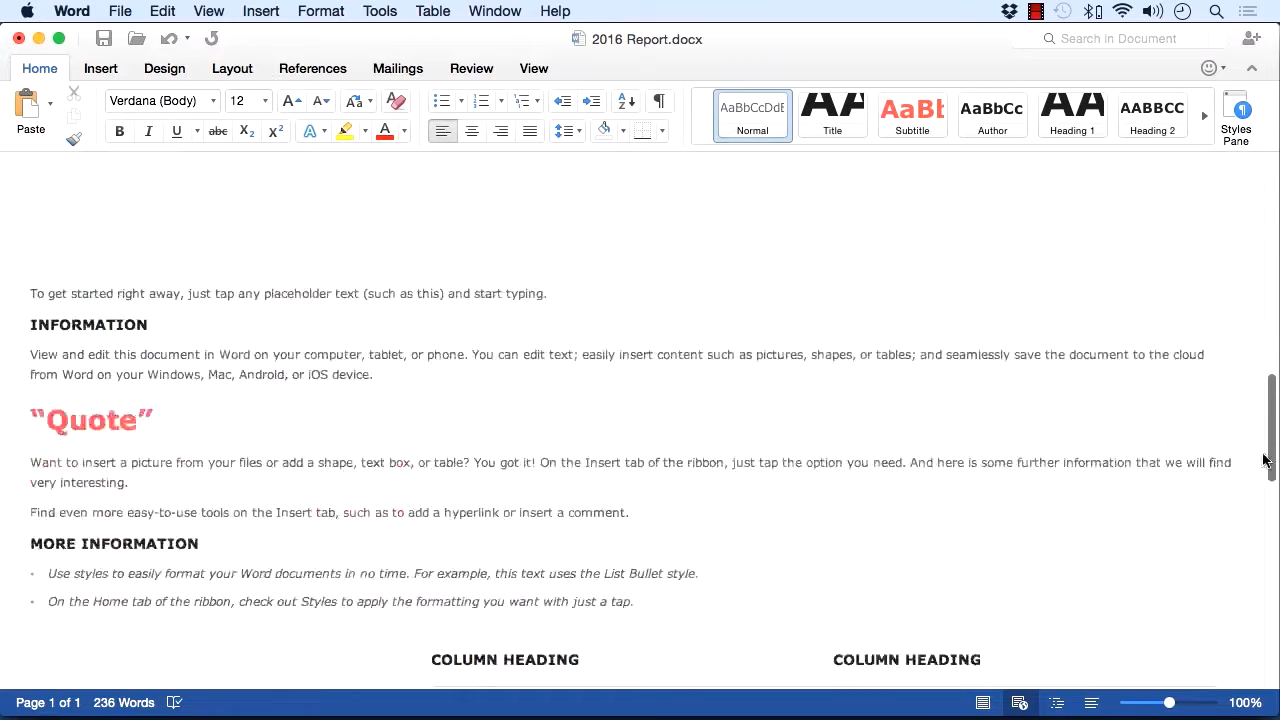 Word File Edit View Insert Format Tools Table Window Help
2016 Report.docx
Search in Document
Home Insert Design Layout References Mailings Review View
Paste
Verdana (Body) 12
B I U abc X2 X2
AaBbCcDdE AA AaBb AaBbCc AA AABBCC
Normal Title Subtitle Author Heading 1 Heading 2
Styles Pane
To get started right away, just tap any placeholder text (such as this) and start typing.
INFORMATION
View and edit this document in Word on your computer, tablet, or phone. You can edit text; easily insert content such as pictures, shapes, or tables; and seamlessly save the document to the cloud
from Word on your Windows, Mac, Android, or iOS device.
“Quote”
Want to insert a picture from your files or add a shape, text box, or table? You got it! On the Insert tab of the ribbon, just tap the option you need. And here is some further information that we will find
very interesting.
Find even more easy-to-use tools on the Insert tab, such as to add a hyperlink or insert a comment.
MORE INFORMATION
• Use styles to easily format your Word documents in no time. For example, this text uses the List Bullet style.
• On the Home tab of the ribbon, check out Styles to apply the formatting you want with just a tap.
COLUMN HEADING COLUMN HEADING
Page 1 of 1 236 Words 100%